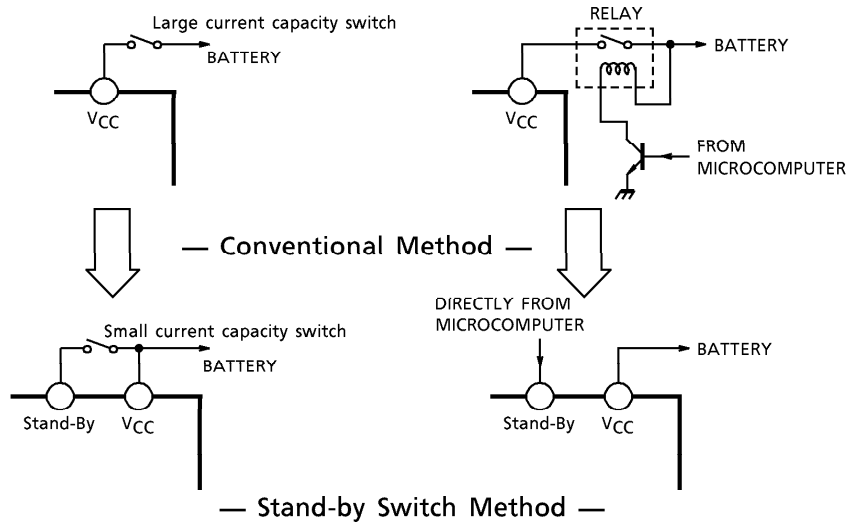 Large current capacity switch
BATTERY
VCC
RELAY
BATTERY
VCC
FROM
MICROCOMPUTER
— Conventional Method —
Small current capacity switch
BATTERY
Stand-By
VCC
DIRECTLY FROM
MICROCOMPUTER
BATTERY
Stand-By
VCC
— Stand-by Switch Method —